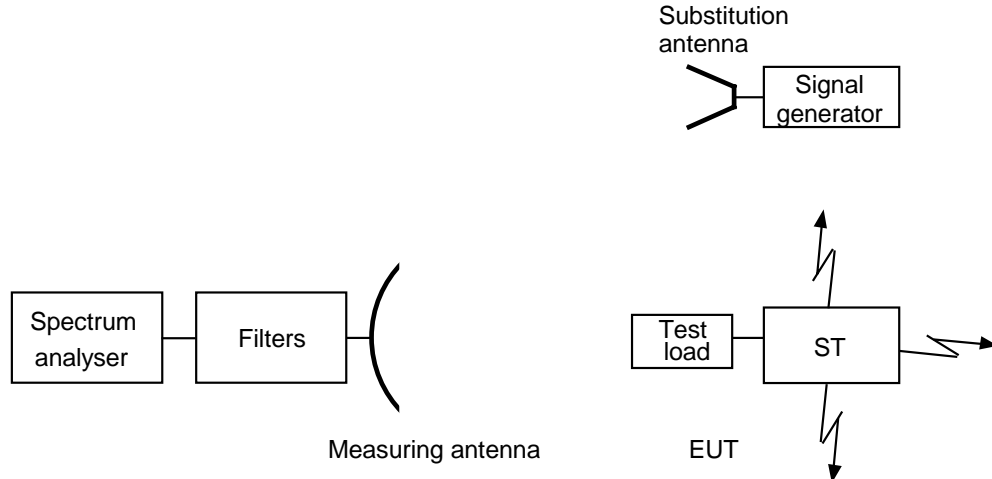 Substitution
antenna
Signal
generator
Spectrum
analyser
Filters
Test
load
ST
Measuring antenna
EUT